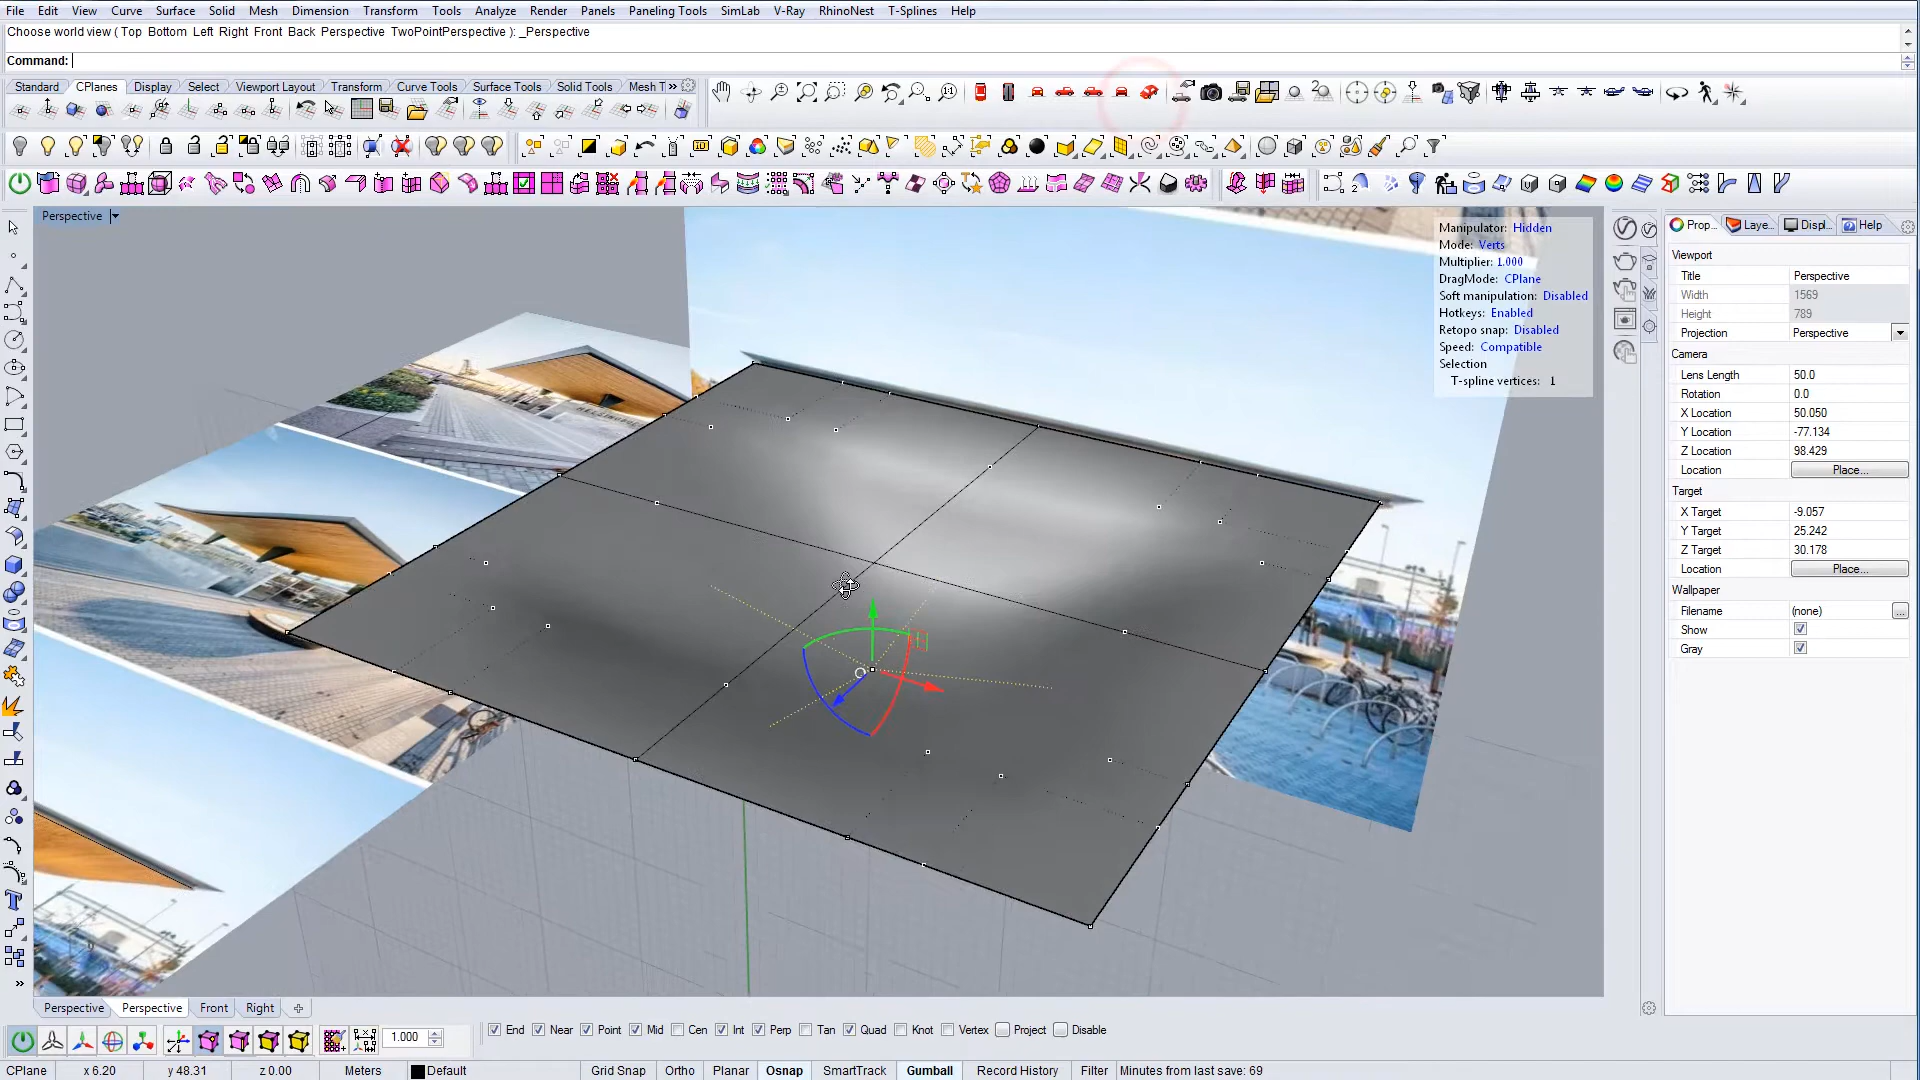 File Edit View Curve Surface Solid Mesh Dimension Transform Tools Analyze Render Panels Paneling Tools SimLab V-Ray RhinoNest T-Splines Help
Choose world view ( Top Bottom Left Right Front Back Perspective TwoPointPerspective ): _Perspective
Command:
Standard CPlanes Display Select Viewport Layout Transform Curve Tools Surface Tools Solid Tools Mesh T »
Perspective
Manipulator: Hidden
Mode: Verts
Multiplier: 1.000
DragMode: CPlane
Soft manipulation: Disabled
Hotkeys: Enabled
Retopo snap: Disabled
Speed: Compatible
Selection
T-spline vertices: 1
Prop... Laye... Displ... Help
Viewport
Title Perspective
Width 1569
Height 789
Projection Perspective
Camera
Lens Length 50.0
Rotation 0.0
X Location 50.050
Y Location -77.134
Z Location 98.429
Location Place...
Target
X Target -9.057
Y Target 25.242
Z Target 30.178
Location Place...
Wallpaper
Filename (none) ...
Show
Gray
Perspective Perspective Front Right
1.000
End Near Point Mid Cen Int Perp Tan Quad Knot Vertex Project Disable
CPlane x 6.20 y 48.31 z 0.00 Meters Default Grid Snap Ortho Planar Osnap SmartTrack Gumball Record History Filter Minutes from last save: 69